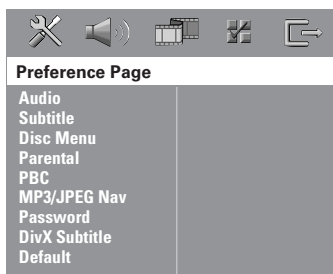 Preference Page
Audio
Subtitle
Disc Menu
Parental
PBC
MP3/JPEG Nav
Password
DivX Subtitle
Default